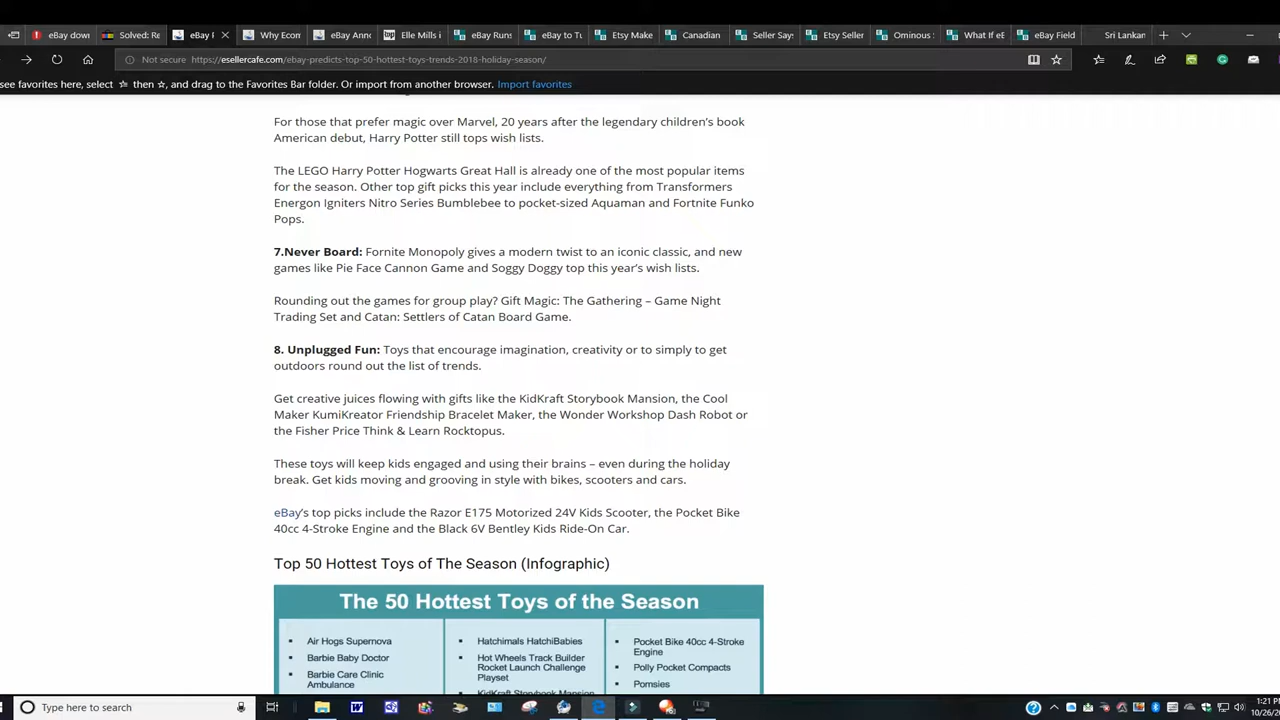 eBay dow
Solved: Re
eBay
Why Econ
eBay Anno
Elle Mills i
eBay Runs
eBay to Tu
Etsy Make
Canadian
Seller Say
Etsy Seller
Ominous
What If eB
eBay Field
Sri Lankan
Not secure https://esellercafe.com/ebay-predicts-top-50-hottest-toys-trends-2018-holiday-season/
see favorites here, select ☆ then ☆, and drag to the Favorites Bar folder. Or import from another browser. Import favorites
For those that prefer magic over Marvel, 20 years after the legendary children's book
American debut, Harry Potter still tops wish lists.
The LEGO Harry Potter Hogwarts Great Hall is already one of the most popular items
for the season. Other top gift picks this year include everything from Transformers
Energon Igniters Nitro Series Bumblebee to pocket-sized Aquaman and Fortnite Funko
Pops.
7.Never Board: Fornite Monopoly gives a modern twist to an iconic classic, and new
games like Pie Face Cannon Game and Soggy Doggy top this year's wish lists.
Rounding out the games for group play? Gift Magic: The Gathering – Game Night
Trading Set and Catan: Settlers of Catan Board Game.
8. Unplugged Fun: Toys that encourage imagination, creativity or to simply to get
outdoors round out the list of trends.
Get creative juices flowing with gifts like the KidKraft Storybook Mansion, the Cool
Maker KumiKreator Friendship Bracelet Maker, the Wonder Workshop Dash Robot or
the Fisher Price Think & Learn Rocktopus.
These toys will keep kids engaged and using their brains – even during the holiday
break. Get kids moving and grooving in style with bikes, scooters and cars.
eBay's top picks include the Razor E175 Motorized 24V Kids Scooter, the Pocket Bike
40cc 4-Stroke Engine and the Black 6V Bentley Kids Ride-On Car.
Top 50 Hottest Toys of The Season (Infographic)
The 50 Hottest Toys of the Season
Air Hogs Supernova
Barbie Baby Doctor
Barbie Care Clinic
Ambulance
Hatchimals HatchiBabies
Hot Wheels Track Builder
Rocket Launch Challenge
Playset
KidKraft Storybook Mansion
Pocket Bike 40cc 4-Stroke
Engine
Polly Pocket Compacts
Pomsies
Type here to search
1:21 PM
10/26/20